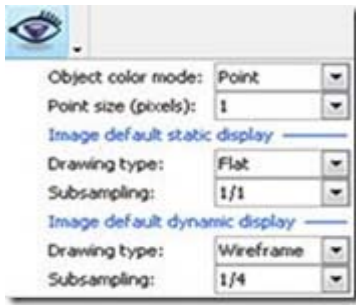 Object color mode: Point
Point size (pixels): 1
Image default static display
Drawing type: Flat
Subsampling: 1/1
Image default dynamic display
Drawing type: Wireframe
Subsampling: 1/4